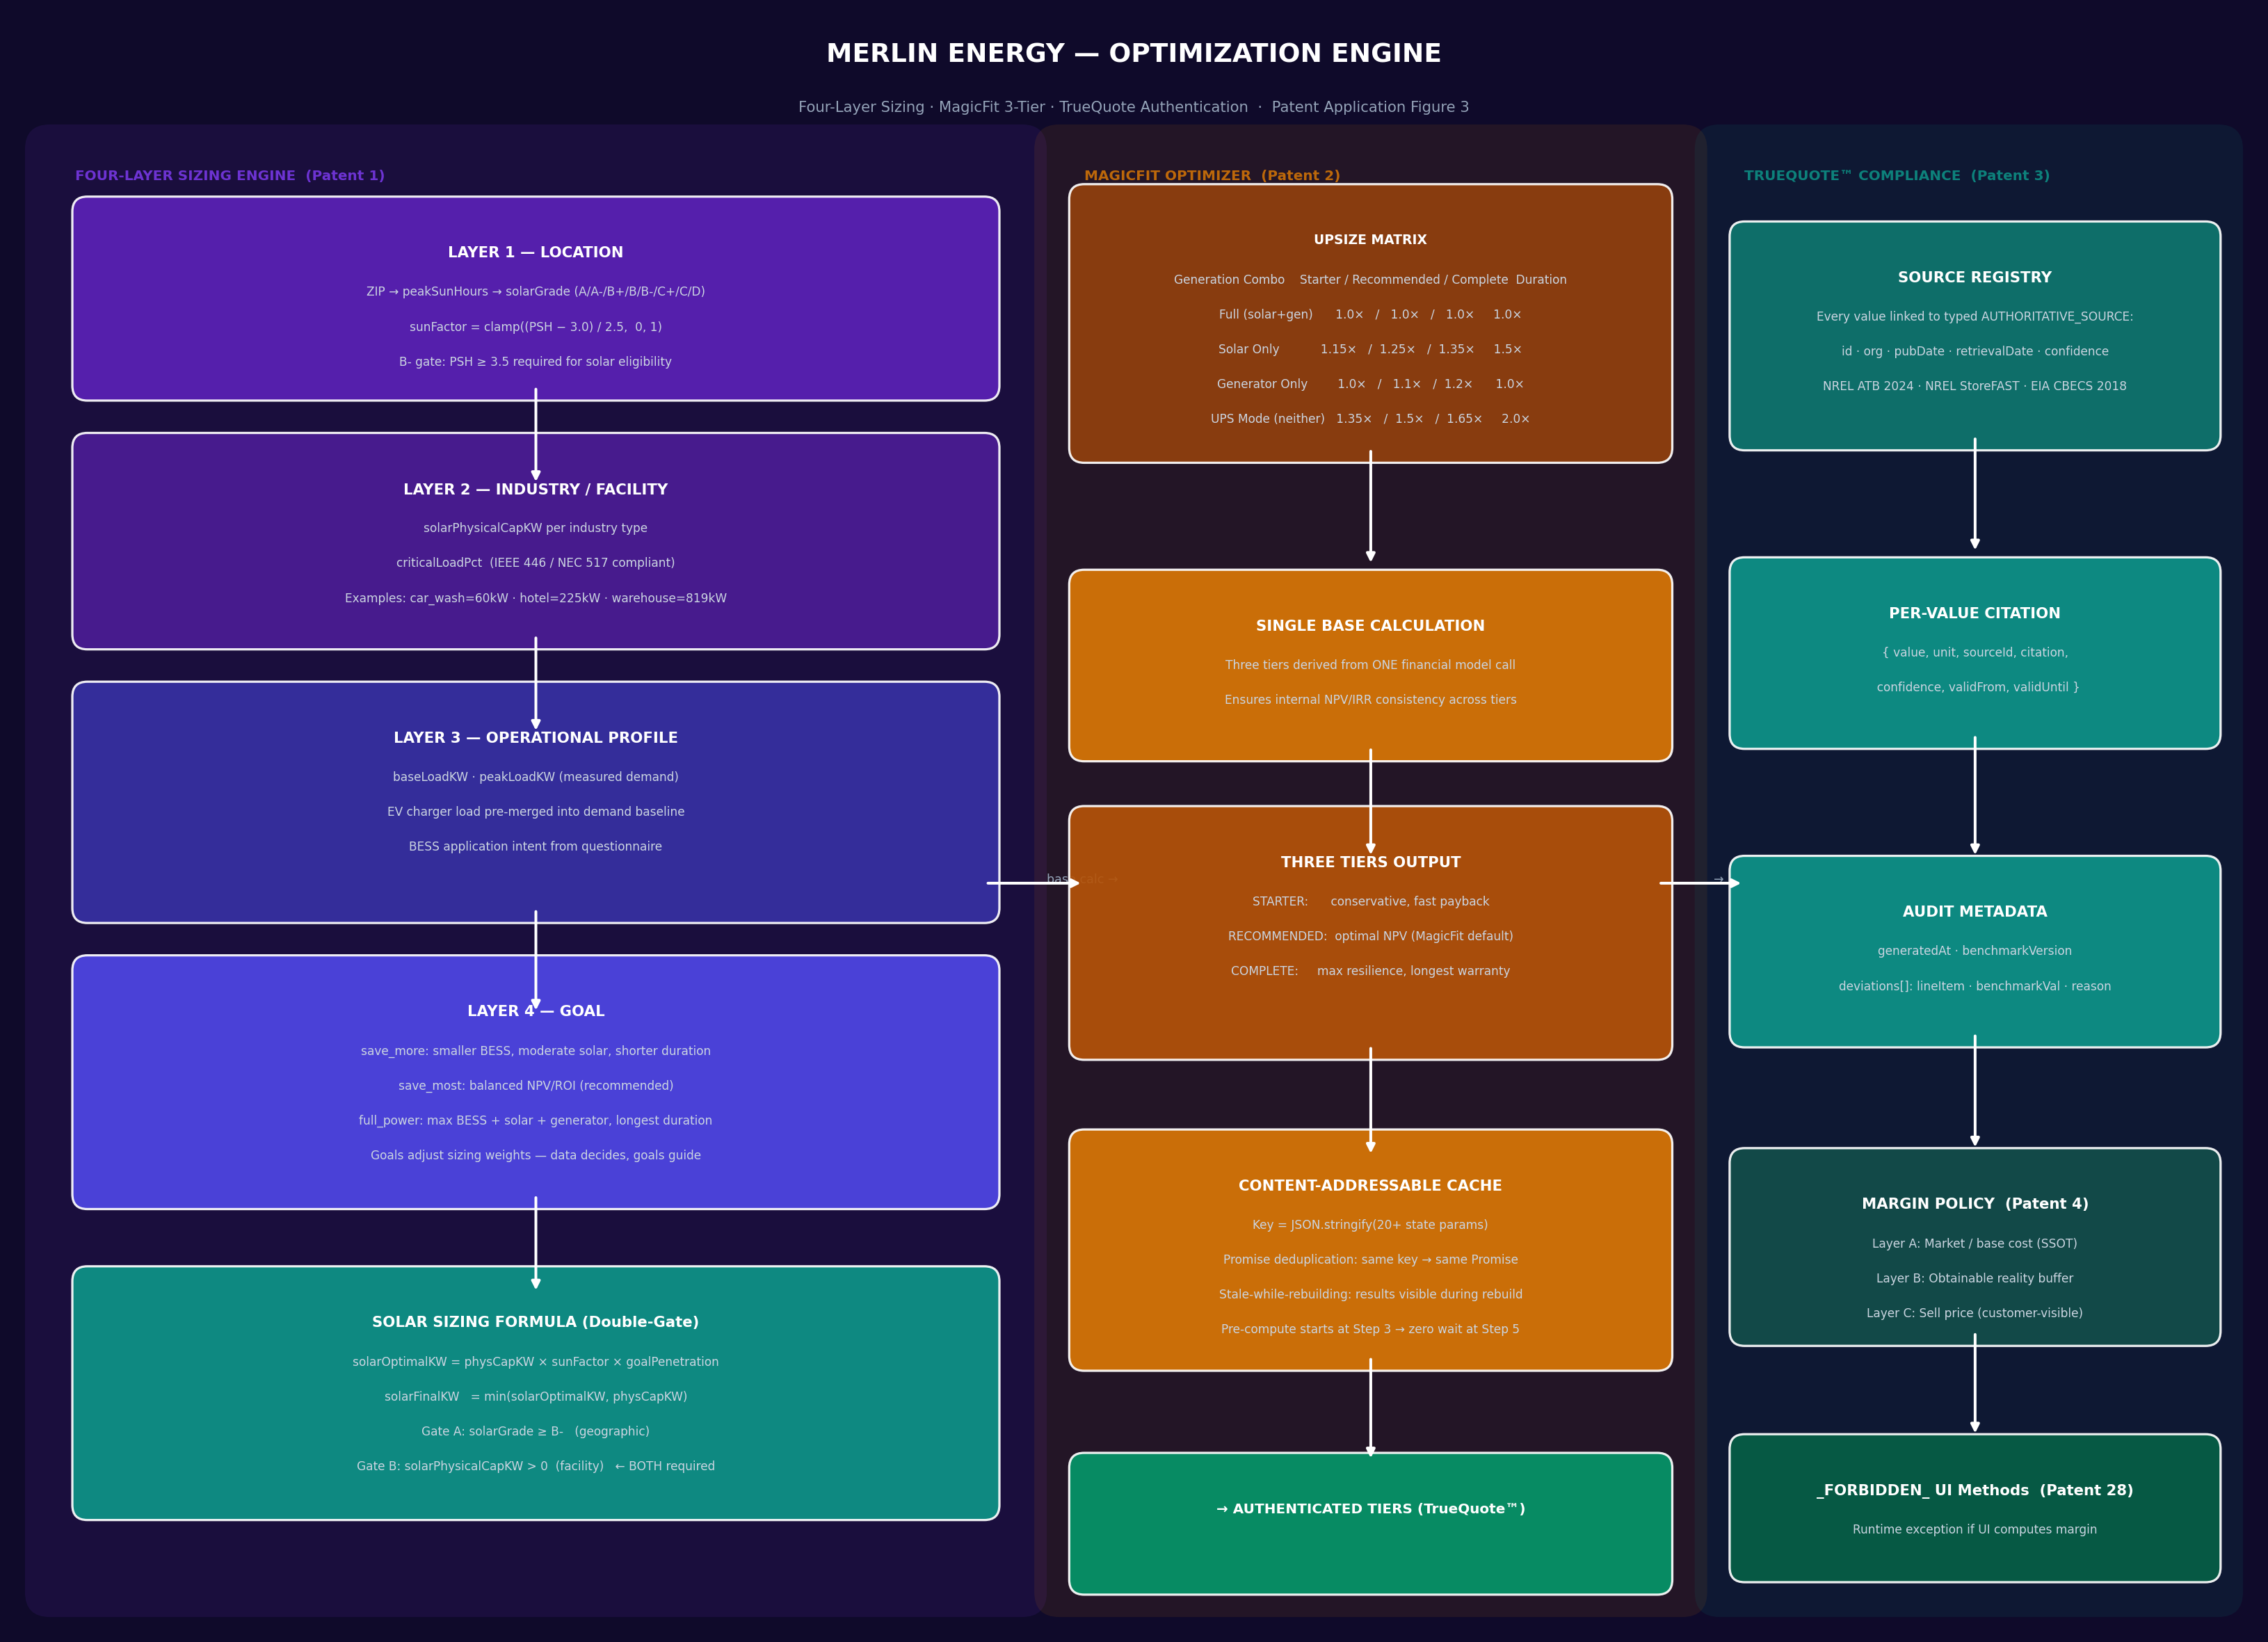 MERLIN ENERGY — OPTIMIZATION ENGINE
Four-Layer Sizing · MagicFit 3-Tier · TrueQuote Authentication · Patent Application Figure 3
FOUR-LAYER SIZING ENGINE (Patent 1)
LAYER 1 — LOCATION
ZIP → peakSunHours → solarGrade (A/A-/B+/B/B-/C+/C/D)
sunFactor = clamp((PSH − 3.0) / 2.5, 0, 1)
B- gate: PSH ≥ 3.5 required for solar eligibility
LAYER 2 — INDUSTRY / FACILITY
solarPhysicalCapKW per industry type
criticalLoadPct (IEEE 446 / NEC 517 compliant)
Examples: car_wash=60kW · hotel=225kW · warehouse=819kW
LAYER 3 — OPERATIONAL PROFILE
baseLoadKW · peakLoadKW (measured demand)
EV charger load pre-merged into demand baseline
BESS application intent from questionnaire
LAYER 4 — GOAL
save_more: smaller BESS, moderate solar, shorter duration
save_most: balanced NPV/ROI (recommended)
full_power: max BESS + solar + generator, longest duration
Goals adjust sizing weights — data decides, goals guide
SOLAR SIZING FORMULA (Double-Gate)
solarOptimalKW = physCapKW × sunFactor × goalPenetration
solarFinalKW = min(solarOptimalKW, physCapKW)
Gate A: solarGrade ≥ B- (geographic)
Gate B: solarPhysicalCapKW > 0 (facility) ← BOTH required
MAGICFIT OPTIMIZER (Patent 2)
UPSIZE MATRIX
Generation Combo Starter / Recommended / Complete Duration
Full (solar+gen) 1.0× / 1.0× / 1.0× 1.0×
Solar Only 1.15× / 1.25× / 1.35× 1.5×
Generator Only 1.0× / 1.1× / 1.2× 1.0×
UPS Mode (neither) 1.35× / 1.5× / 1.65× 2.0×
SINGLE BASE CALCULATION
Three tiers derived from ONE financial model call
Ensures internal NPV/IRR consistency across tiers
base calc →
THREE TIERS OUTPUT
STARTER: conservative, fast payback
RECOMMENDED: optimal NPV (MagicFit default)
COMPLETE: max resilience, longest warranty
CONTENT-ADDRESSABLE CACHE
Key = JSON.stringify(20+ state params)
Promise deduplication: same key → same Promise
Stale-while-rebuilding: results visible during rebuild
Pre-compute starts at Step 3 → zero wait at Step 5
→ AUTHENTICATED TIERS (TrueQuote™)
TRUEQUOTE™ COMPLIANCE (Patent 3)
SOURCE REGISTRY
Every value linked to typed AUTHORITATIVE_SOURCE:
id · org · pubDate · retrievalDate · confidence
NREL ATB 2024 · NREL StoreFAST · EIA CBECS 2018
PER-VALUE CITATION
{ value, unit, sourceId, citation,
confidence, validFrom, validUntil }
→
AUDIT METADATA
generatedAt · benchmarkVersion
deviations[]: lineItem · benchmarkVal · reason
MARGIN POLICY (Patent 4)
Layer A: Market / base cost (SSOT)
Layer B: Obtainable reality buffer
Layer C: Sell price (customer-visible)
_FORBIDDEN_ UI Methods (Patent 28)
Runtime exception if UI computes margin